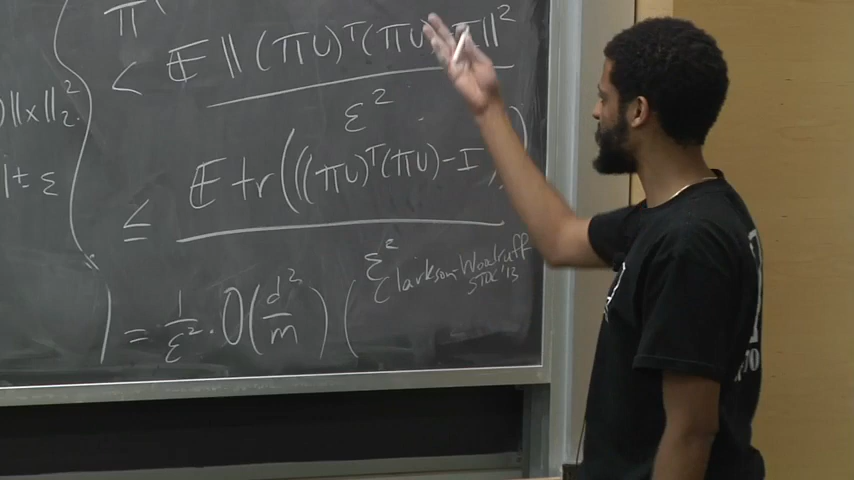 π
< E ‖(πU)ᵀ(πU) - I‖²
ε²
)‖x‖₂².
1±ε
≤ E tr(((πU)ᵀ(πU) - I
ε²
Clarkson-Woodruff
STOC'13
= 1/ε² · O(d²/m)